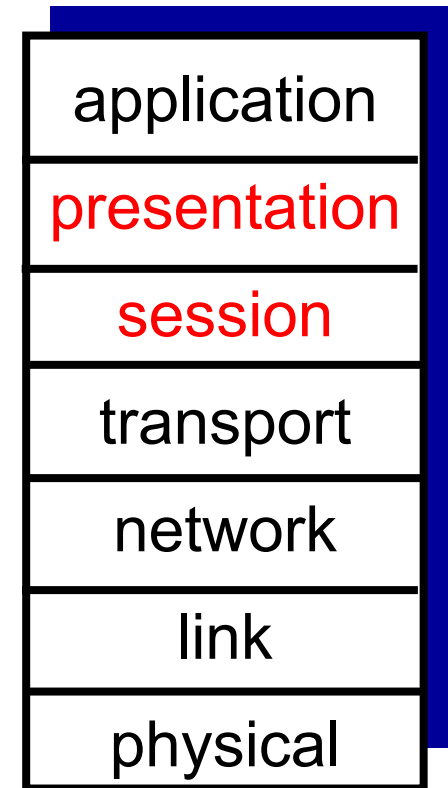 application
presentation
session
transport
network
link
physical